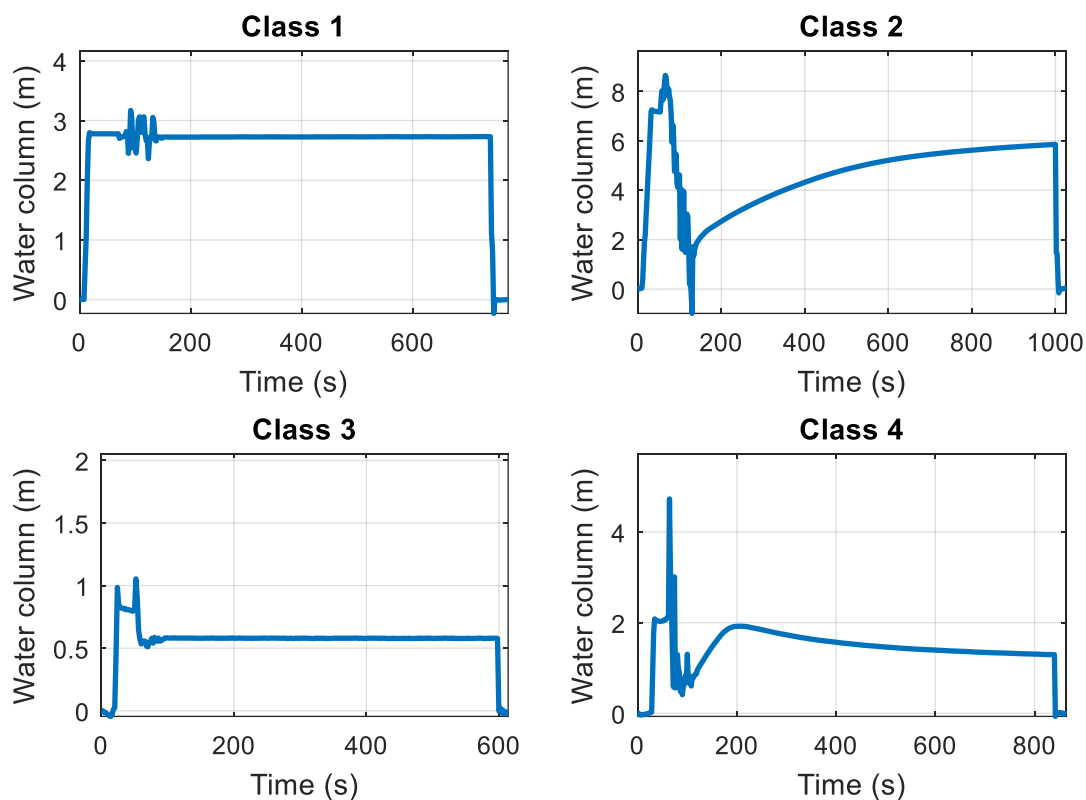 Class 1
Water column (m)
4
3
2
1
0
0 200 400 600
Time (s)
Class 2
Water column (m)
8
6
4
2
0
0 200 400 600 800 1000
Time (s)
Class 3
Water column (m)
2
1.5
1
0.5
0
0 200 400 600
Time (s)
Class 4
Water column (m)
4
2
0
0 200 400 600 800
Time (s)